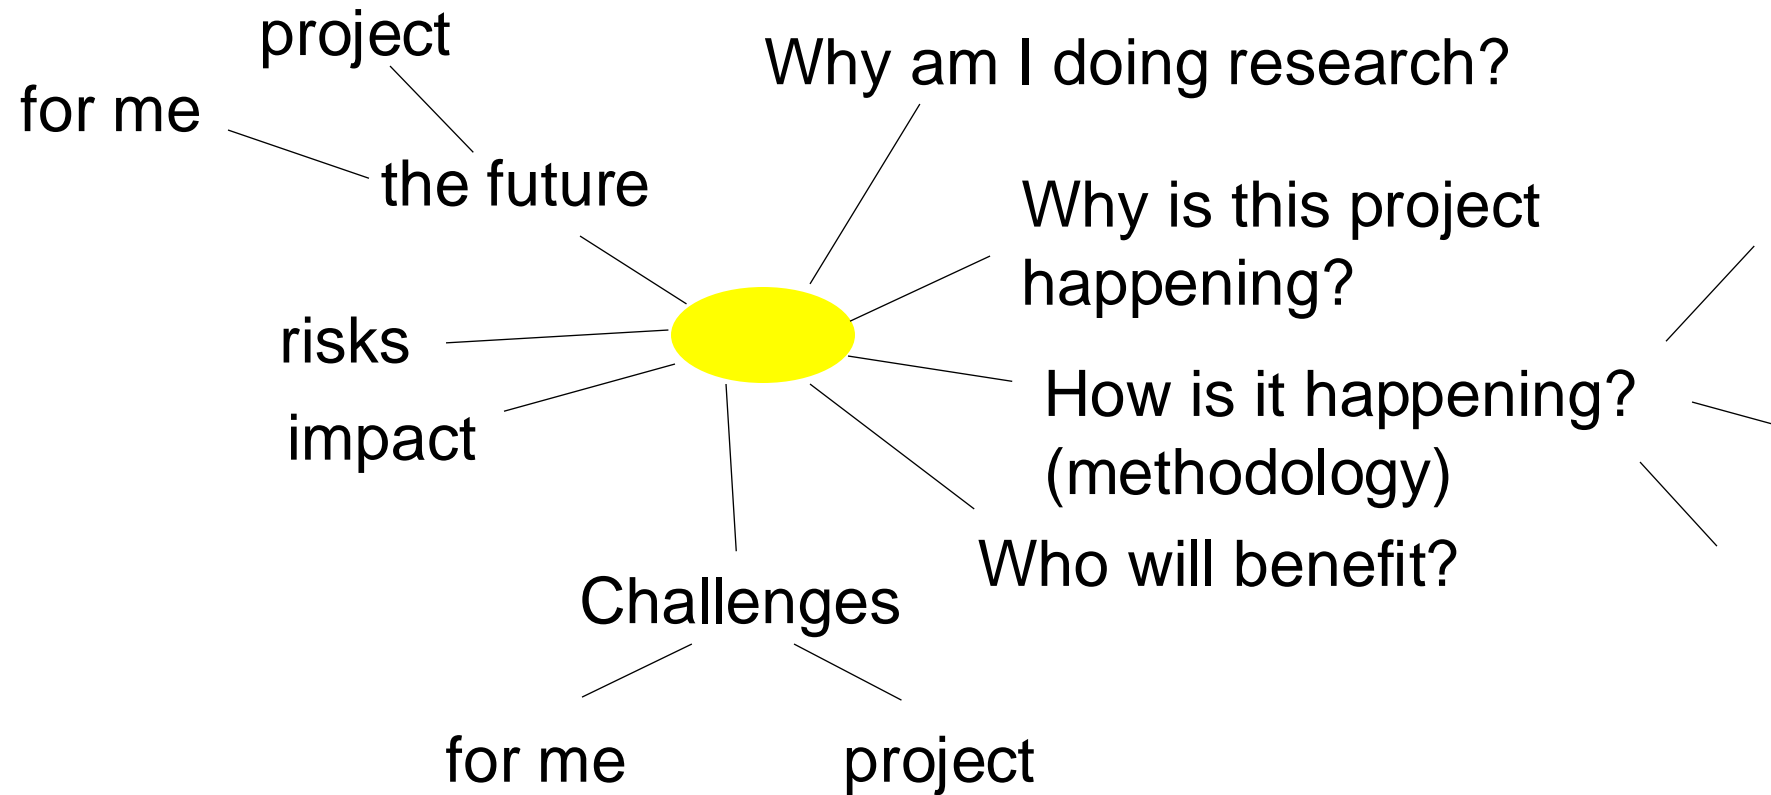 project
for me
the future
Why am I doing research?
Why is this project
happening?
risks
impact
How is it happening?
(methodology)
Who will benefit?
Challenges
for me
project